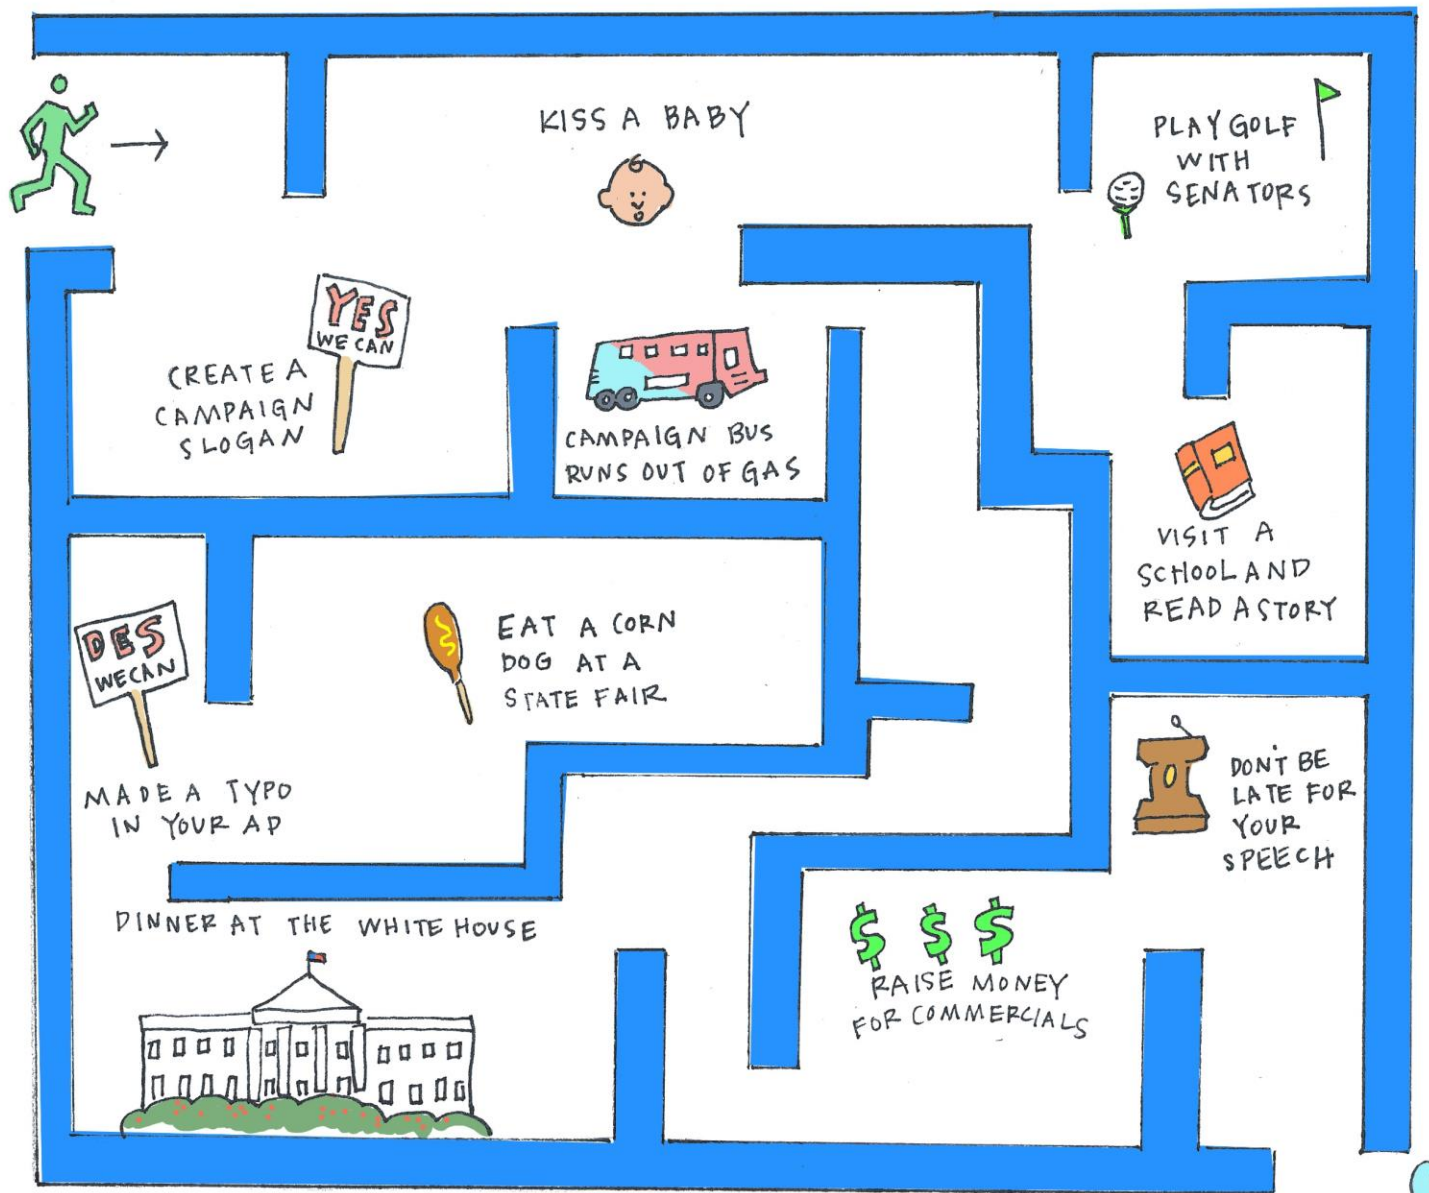 KISS A BABY
PLAY GOLF
WITH
SENATORS
YES
WE CAN
CREATE A
CAMPAIGN
SLOGAN
CAMPAIGN BUS
RUNS OUT OF GAS
VISIT A
SCHOOL AND
READ A STORY
DES
WE CAN
MADE A TYPO
IN YOUR AD
EAT A CORN
DOG AT A
STATE FAIR
DON'T BE
LATE FOR
YOUR
SPEECH
DINNER AT THE WHITE HOUSE
$ $ $
RAISE MONEY
FOR COMMERCIALS